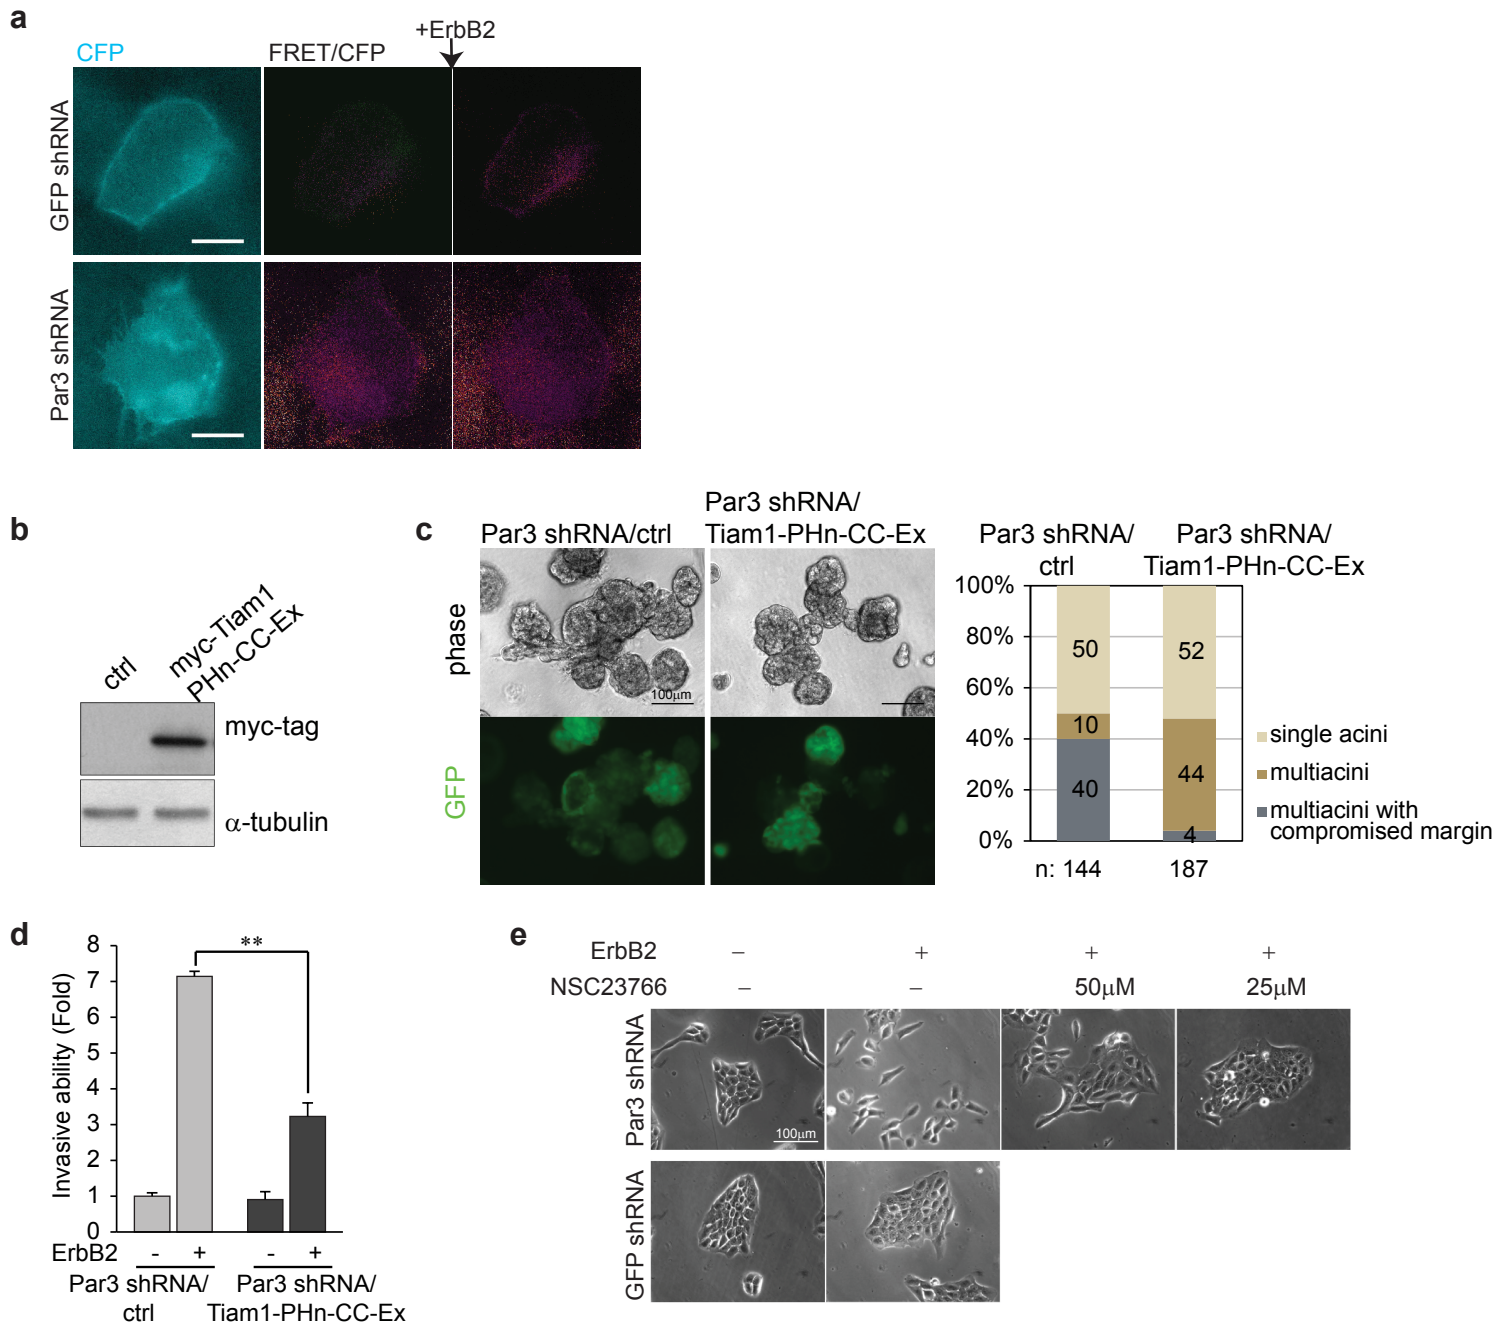 a
+ErbB2
CFP
FRET/CFP
GFP shRNA
Par3 shRNA
b
ctrl
myc-Tiam1
PHn-CC-Ex
myc-tag
α-tubulin
c
Par3 shRNA/ctrl
Par3 shRNA/
Tiam1-PHn-CC-Ex
phase
100μm
GFP
Par3 shRNA/
ctrl
Par3 shRNA/
Tiam1-PHn-CC-Ex
100%
80%
60%
40%
20%
0%
50
10
40
52
44
4
single acini
multiacini
multiacini with
compromised margin
n: 144
187
d
**
Invasive ability (Fold)
8
7
6
5
4
3
2
1
0
ErbB2 - + - +
Par3 shRNA/
ctrl
Par3 shRNA/
Tiam1-PHn-CC-Ex
e
ErbB2 − + + +
NSC23766 − − 50μM 25μM
Par3 shRNA
100μm
GFP shRNA